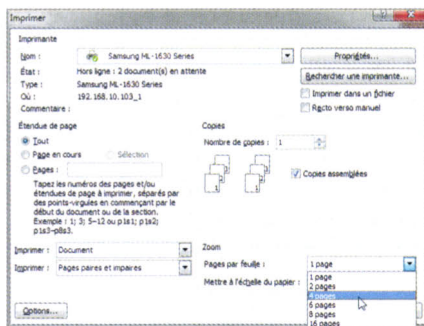 Imprimer
Imprimante
Nom : Samsung ML-1630 Series
Propriétés...
État : Hors ligne : 2 document(s) en attente
Rechercher une imprimante...
Type : Samsung ML-1630 Series
Où : 192.168.10.103_1
Imprimer dans un fichier
Commentaire :
Recto verso manuel
Étendue de page
Copies
Tout
Nombre de copies : 1
Page en cours Sélection
Pages :
Copies assemblées
Tapez les numéros des pages et/ou
étendues de page à imprimer, séparés par
des points-virgules en commençant par le
début du document ou de la section.
Exemple : 1; 3; 5–12 ou p1s1; p1s2;
p1s3–p8s3.
Imprimer : Document
Zoom
Imprimer : Pages paires et impaires
Pages par feuille : 1 page
Mettre à l'échelle du papier :
1 page
2 pages
4 pages
6 pages
8 pages
16 pages
Options...